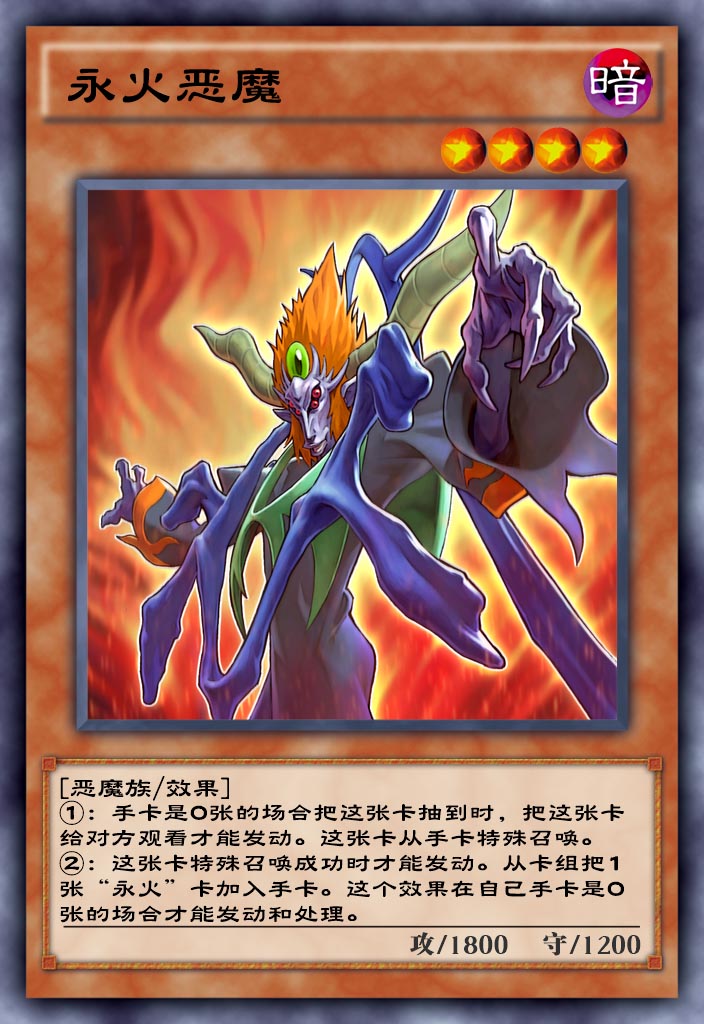 永火恶魔
暗
[恶魔族/效果]
①：手卡是0张的场合把这张卡抽到时，把这张卡
给对方观看才能发动。这张卡从手卡特殊召唤。
②：这张卡特殊召唤成功时才能发动。从卡组把1
张“永火”卡加入手卡。这个效果在自己手卡是0
张的场合才能发动和处理。
攻/1800 守/1200